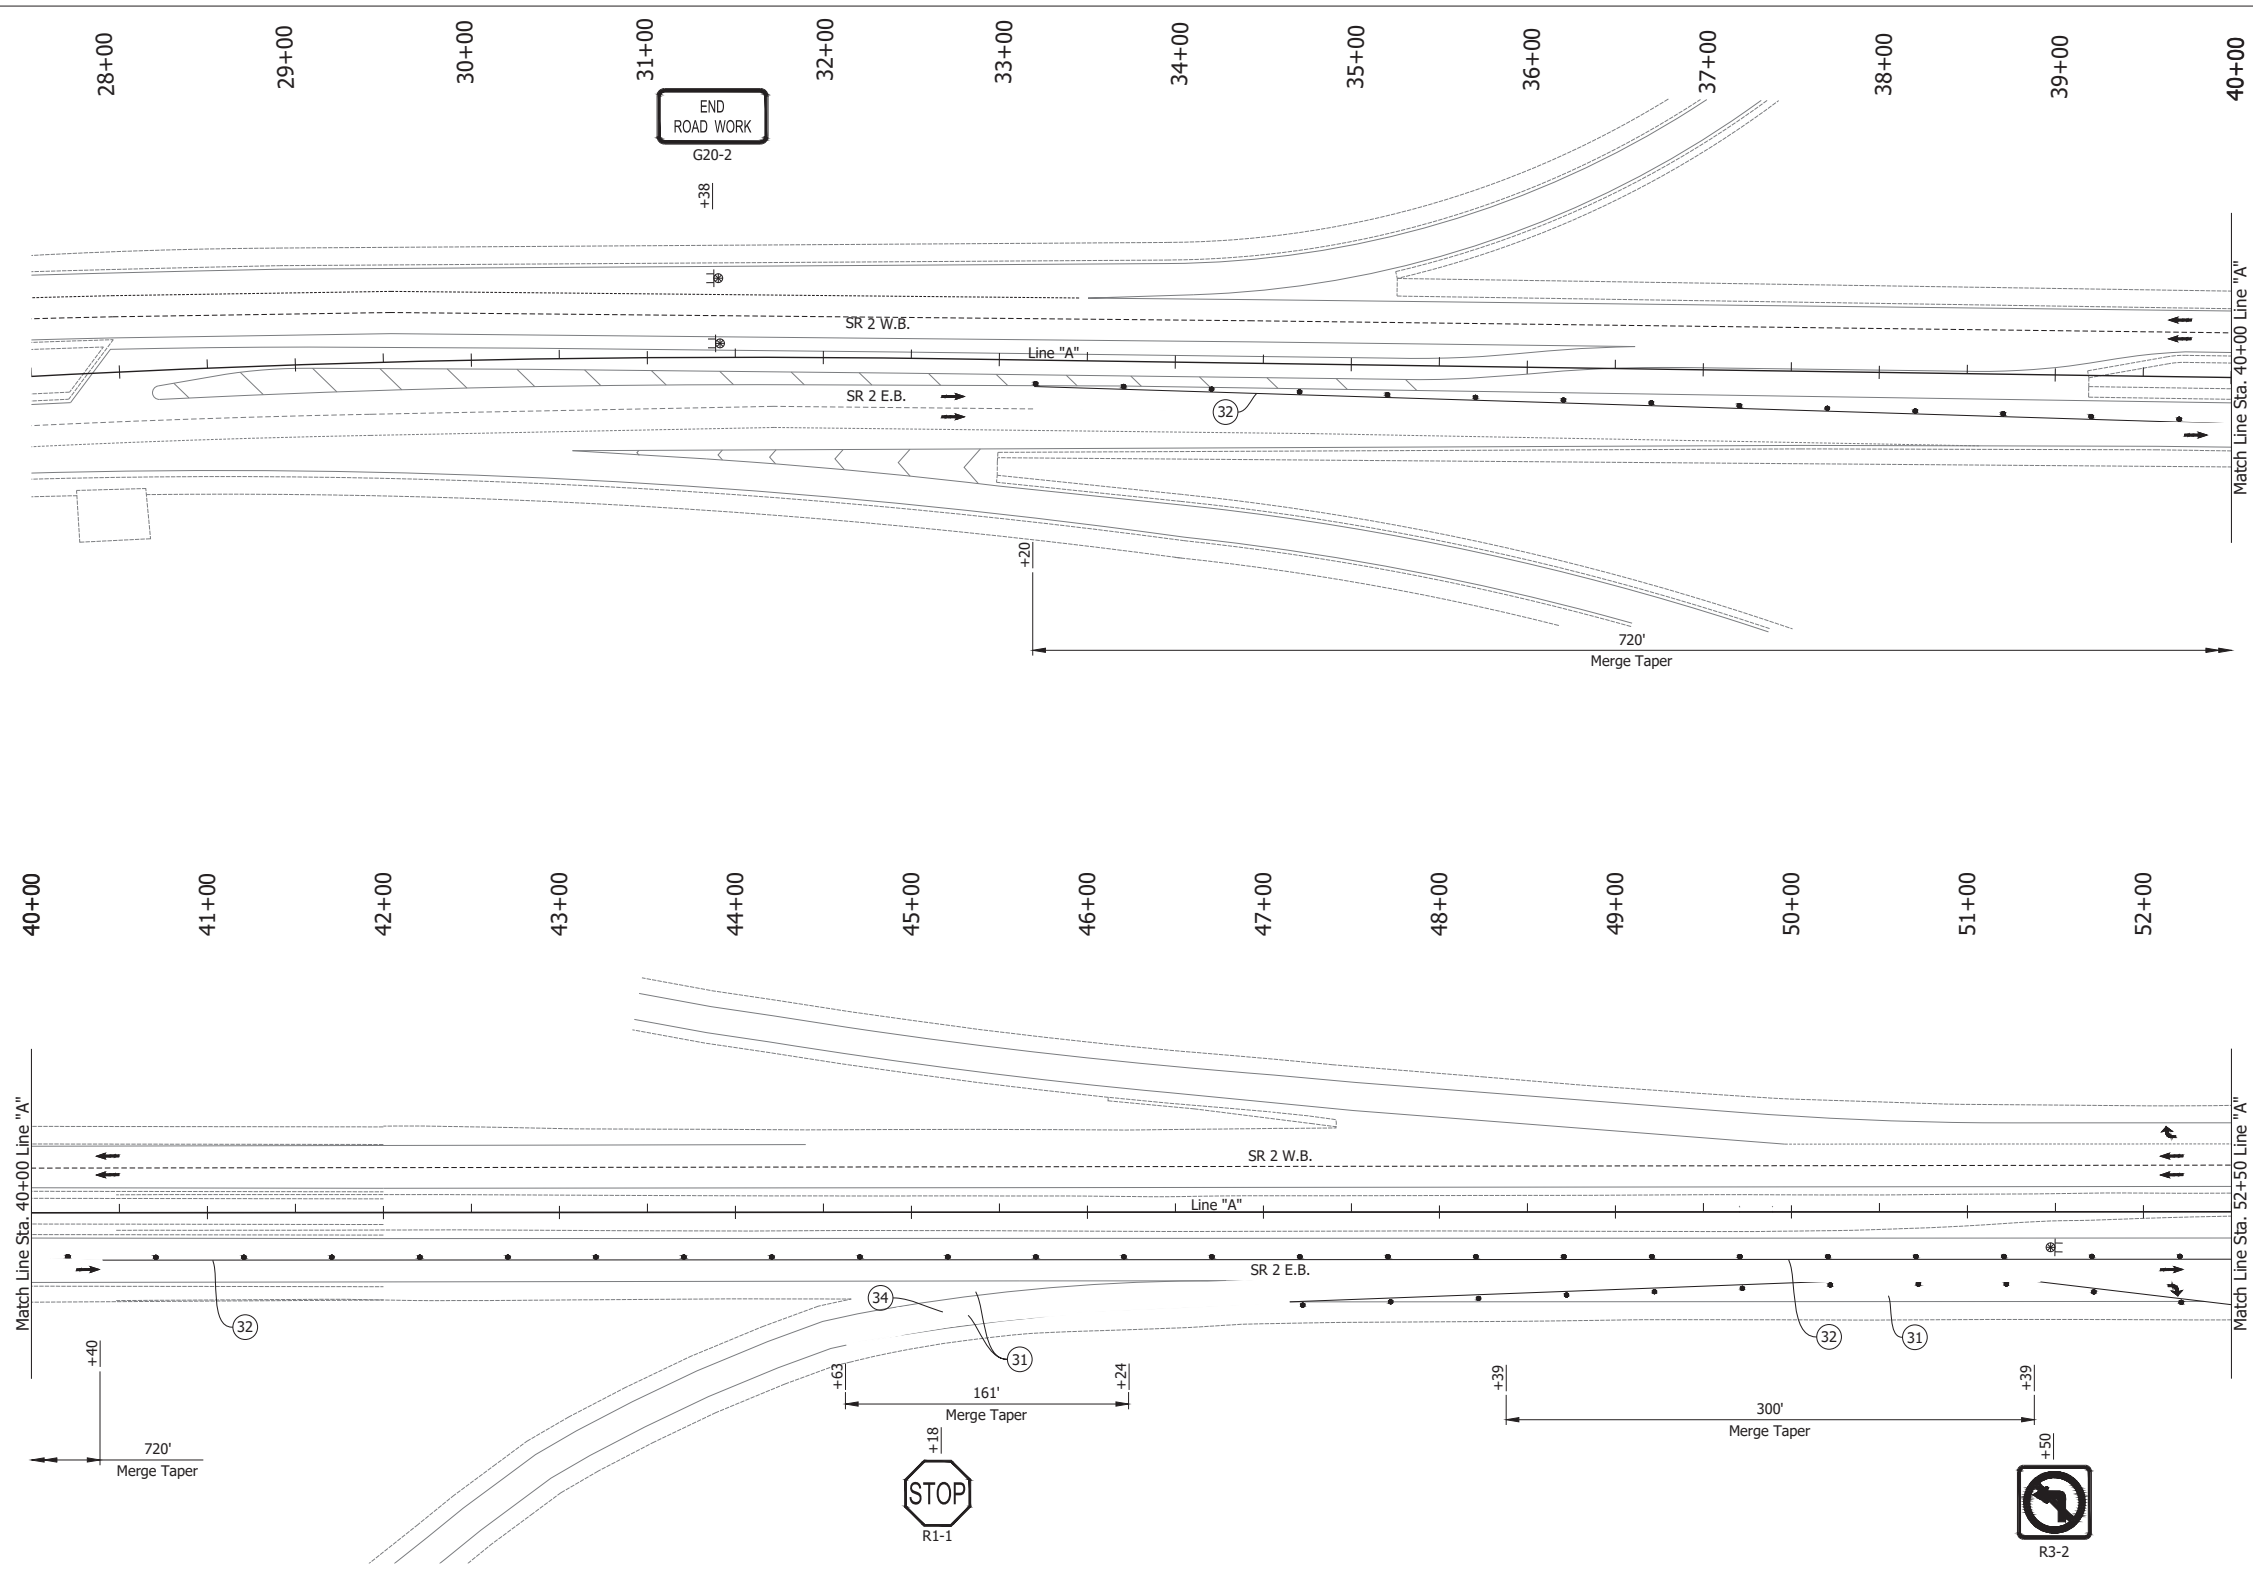 28+00
29+00
30+00
31+00
32+00
33+00
34+00
35+00
36+00
37+00
38+00
39+00
40+00
END
ROAD WORK
G20-2
+38
SR 2 W.B.
Line "A"
SR 2 E.B.
32
Match Line Sta. 40+00 Line "A"
+20
720'
Merge Taper
40+00
41+00
42+00
43+00
44+00
45+00
46+00
47+00
48+00
49+00
50+00
51+00
52+00
Match Line Sta. 40+00 Line "A"
SR 2 W.B.
Line "A"
SR 2 E.B.
Match Line Sta. 52+50 Line "A"
32
34
31
32
31
+40
720'
Merge Taper
+63
+24
161'
Merge Taper
+18
STOP
R1-1
+39
+39
300'
Merge Taper
+50
R3-2